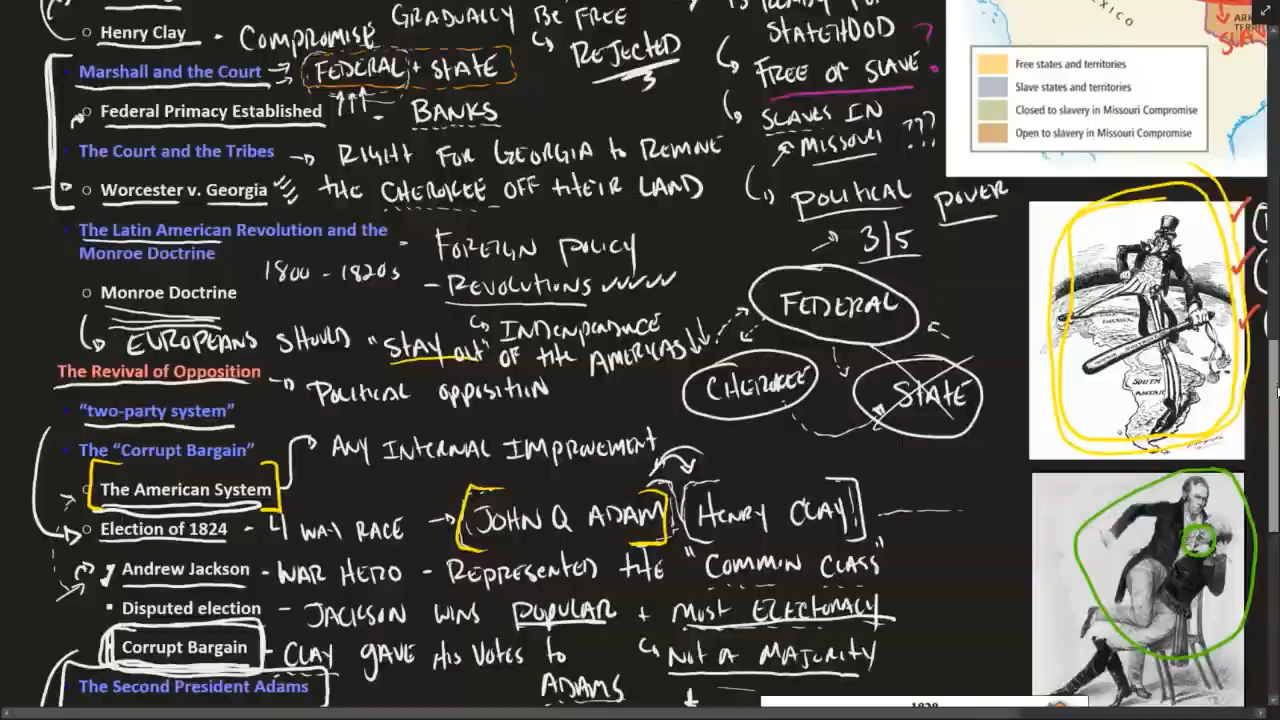 GRADUALLY BE FREE
Henry Clay - COMPROMISE
REJECTED
Marshall and the Court FEDERAL + STATE
Federal Primacy Established - BANKS
The Court and the Tribes → RIGHT FOR GEORGIA to REMOVE
Worcester v. Georgia THE CHEROKEE OFF THEIR LAND
The Latin American Revolution and the
Monroe Doctrine - FOREIGN POLICY
1800 - 1820s - REVOLUTIONS
Monroe Doctrine
INDEPENDENCE
EUROPEANS SHOULD "STAY OUT" OF THE AMERICAS
The Revival of Opposition → POLITICAL OPPOSITION
"two-party system"
The "Corrupt Bargain" ANY INTERNAL IMPROVEMENT
The American System
Election of 1824 - 4 WAY RACE → JOHN Q ADAM HENRY CLAY
Andrew Jackson - WAR HERO - REPRESENTED THE "COMMON CLASS"
Disputed election - JACKSON WINS POPULAR + MOST ELECTORACY
Corrupt Bargain - CLAY GAVE HIS VOTES to NOT A MAJORITY
ADAMS
The Second President Adams
STATEHOOD
FREE OR SLAVE ?
SLAVES IN
MISSOURI ???
POLITICAL POWER
3/5
FEDERAL
CHEROKEE
STATE
MEXICO
Free states and territories
Slave states and territories
Closed to slavery in Missouri Compromise
Open to slavery in Missouri Compromise
SOUTH